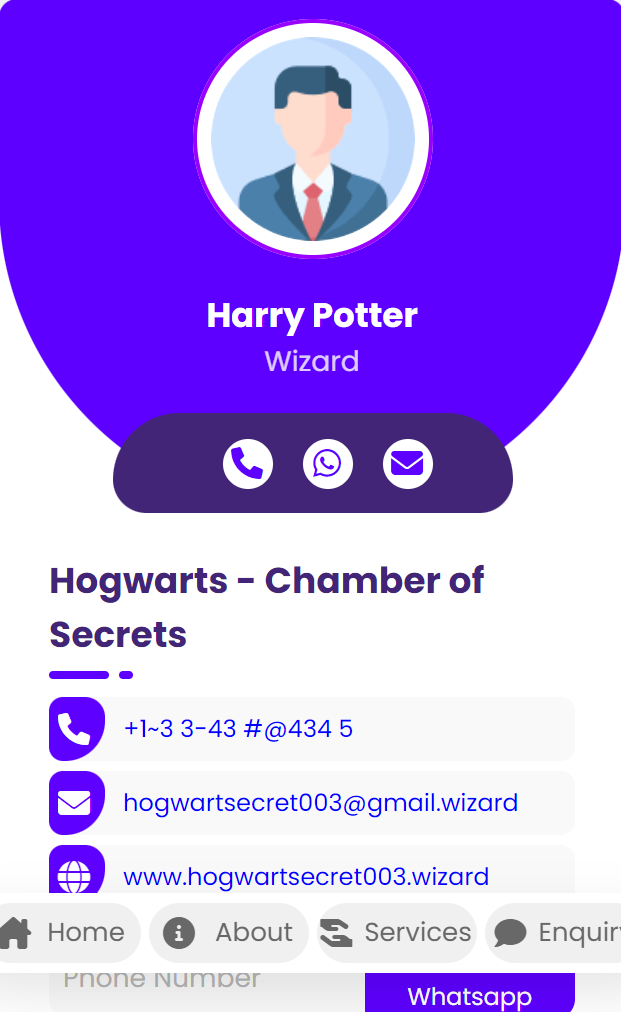 Harry Potter
Wizard
Hogwarts - Chamber of
Secrets
+1~3 3-43 #@434 5
hogwartsecret003@gmail.wizard
www.hogwartsecret003.wizard
Home About Services Enquir
Phone Number
Whatsapp